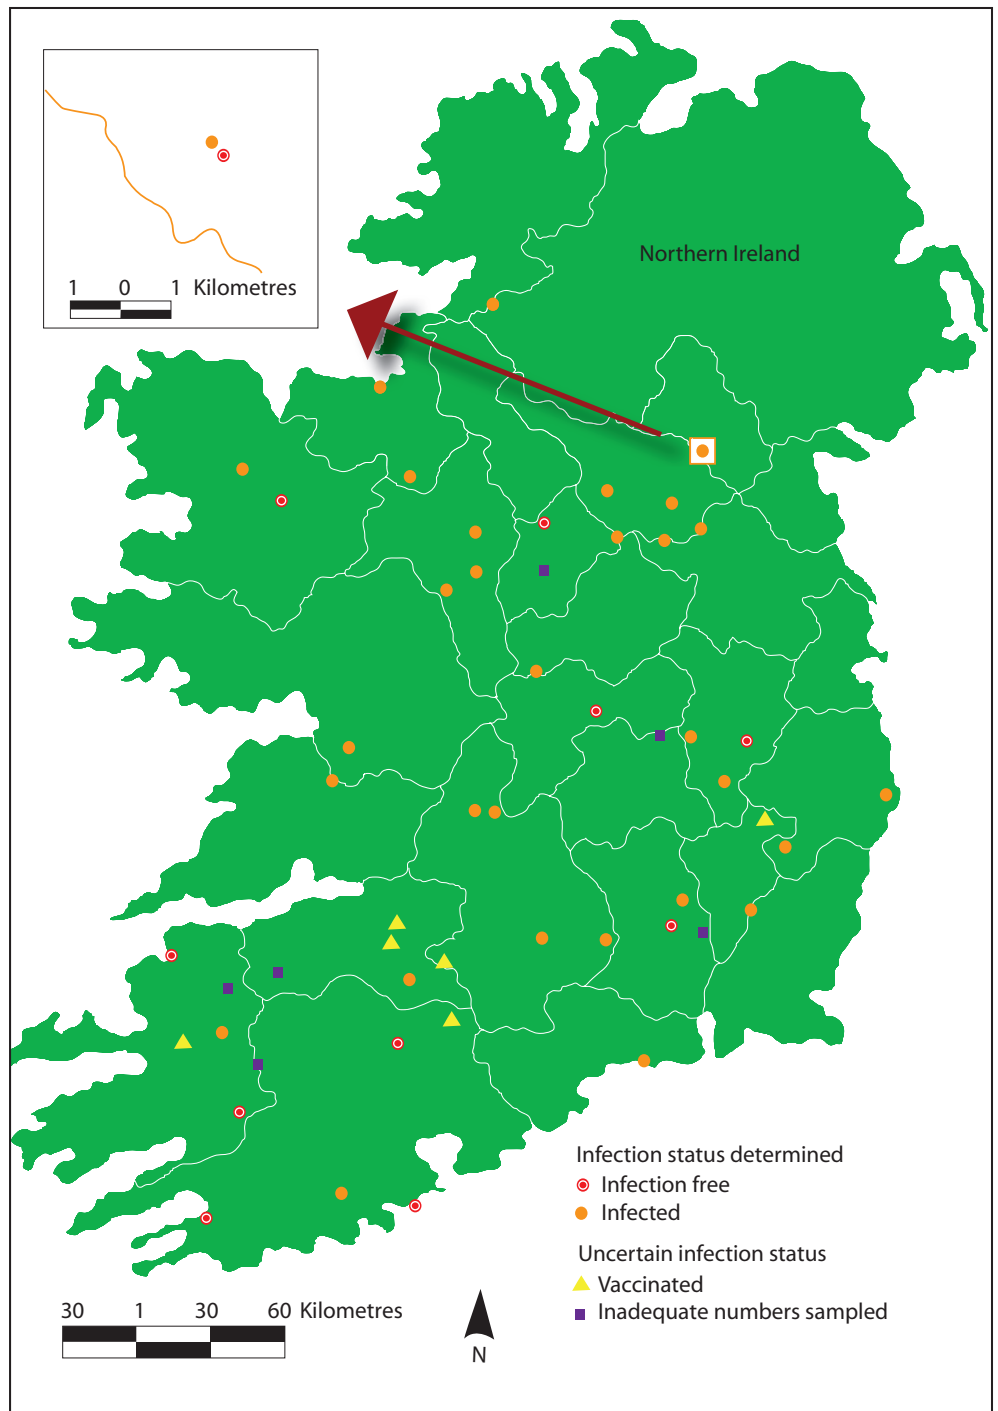 1 0 1 Kilometres
Northern Ireland
Infection status determined
Infection free
Infected
Uncertain infection status
Vaccinated
Inadequate numbers sampled
30 1 30 60 Kilometres
N